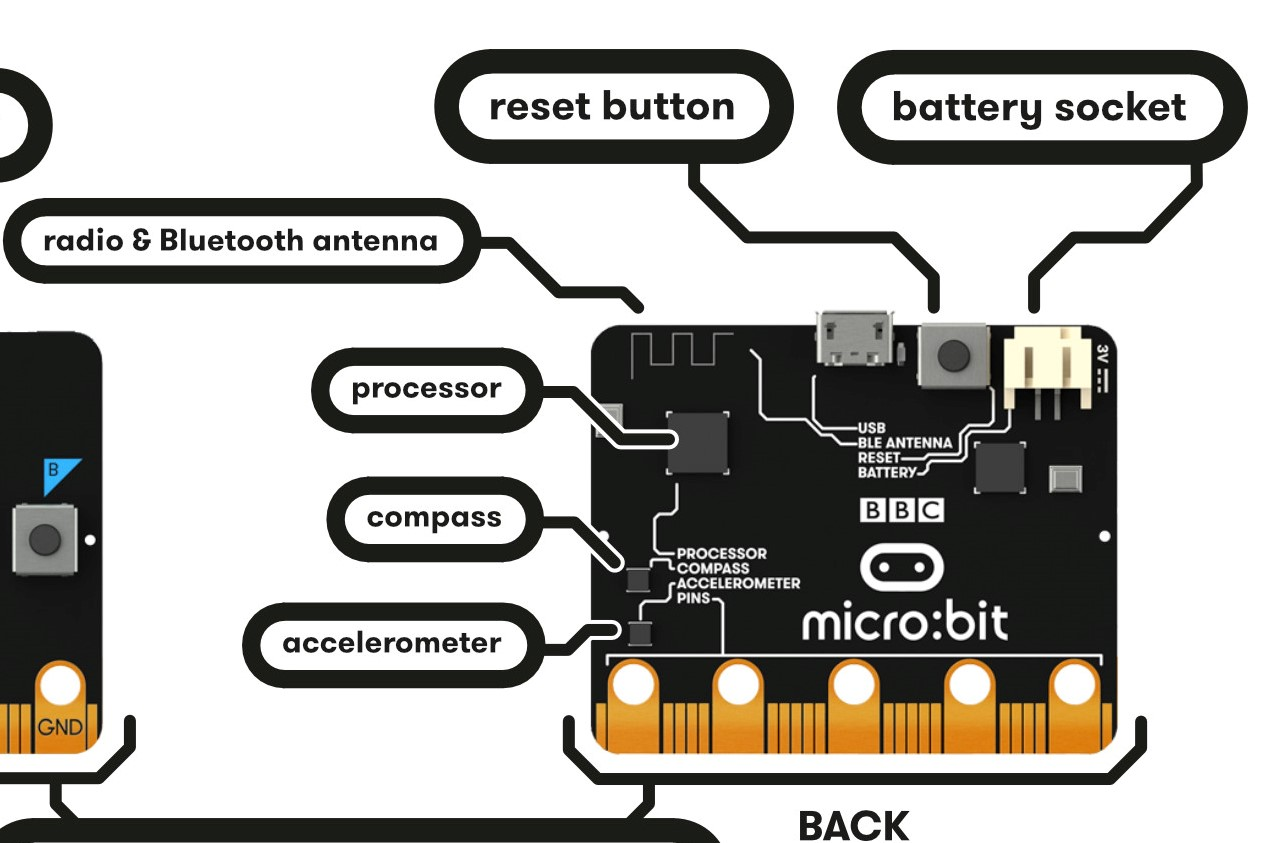 reset button
battery socket
radio & Bluetooth antenna
processor
compass
accelerometer
B
GND
3V
USB
BLE ANTENNA
RESET
BATTERY
BBC
PROCESSOR
COMPASS
ACCELEROMETER
PINS
micro:bit
BACK